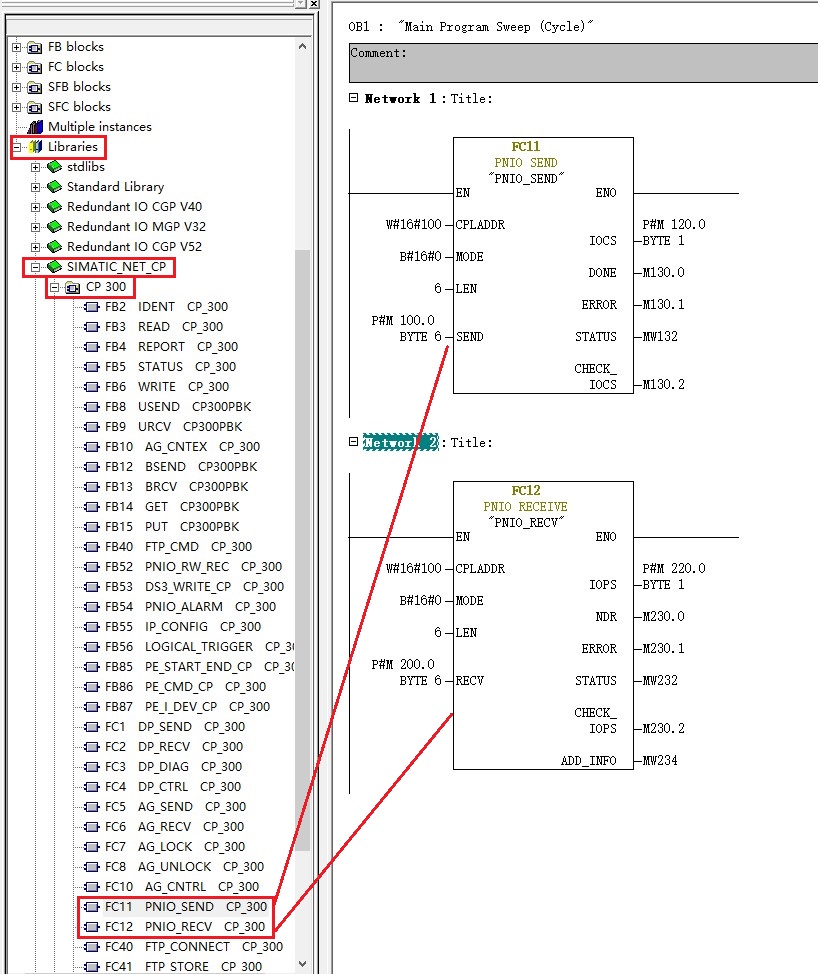 FB blocks
FC blocks
SFB blocks
SFC blocks
Multiple instances
Libraries
stdlibs
Standard Library
Redundant IO CGP V40
Redundant IO MGP V32
Redundant IO CGP V52
SIMATIC_NET_CP
CP 300
FB2 IDENT CP_300
FB3 READ CP_300
FB4 REPORT CP_300
FB5 STATUS CP_300
FB6 WRITE CP_300
FB8 USEND CP300PBK
FB9 URCV CP300PBK
FB10 AG_CNTEX CP_300
FB12 BSEND CP300PBK
FB13 BRCV CP300PBK
FB14 GET CP300PBK
FB15 PUT CP300PBK
FB40 FTP_CMD CP_300
FB52 PNIO_RW_REC CP_300
FB53 DS3_WRITE_CP CP_300
FB54 PNIO_ALARM CP_300
FB55 IP_CONFIG CP_300
FB56 LOGICAL_TRIGGER CP_3
FB85 PE_START_END_CP CP_30
FB86 PE_CMD_CP CP_300
FB87 PE_I_DEV_CP CP_300
FC1 DP_SEND CP_300
FC2 DP_RECV CP_300
FC3 DP_DIAG CP_300
FC4 DP_CTRL CP_300
FC5 AG_SEND CP_300
FC6 AG_RECV CP_300
FC7 AG_LOCK CP_300
FC8 AG_UNLOCK CP_300
FC10 AG_CNTRL CP_300
FC11 PNIO_SEND CP_300
FC12 PNIO_RECV CP_300
FC40 FTP_CONNECT CP_300
FC41 FTP_STORE CP_300
OB1 : "Main Program Sweep (Cycle)"
Comment:
Network 1: Title:
FC11
PNIO SEND
"PNIO_SEND"
EN ENO
W#16#100 CPLADDR P#M 120.0
IOCS BYTE 1
B#16#0 MODE
DONE M130.0
6 LEN
ERROR M130.1
P#M 100.0
BYTE 6 SEND STATUS MW132
CHECK_
IOCS M130.2
Network 2: Title:
FC12
PNIO RECEIVE
"PNIO_RECV"
EN ENO
W#16#100 CPLADDR P#M 220.0
IOPS BYTE 1
B#16#0 MODE
NDR M230.0
6 LEN
ERROR M230.1
P#M 200.0
BYTE 6 RECV STATUS MW232
CHECK_
IOPS M230.2
ADD_INFO MW234